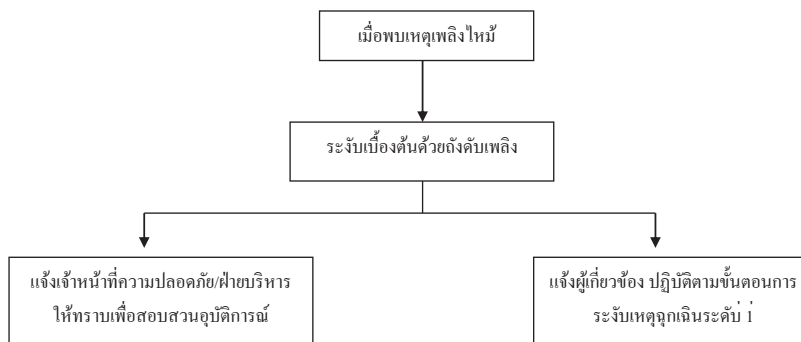 เมื่อพบเหตุเพลิงไหม้
ระงับเบื้องต้นด้วยถังดับเพลิง
แจ้งเจ้าหน้าที่ความปลอดภัย/ฝ่ายบริหาร
ให้ทราบเพื่อสอบสวนอุบัติการณ์
แจ้งผู้เกี่ยวข้อง ปฏิบัติตามขั้นตอนการ
ระงับเหตุฉุกเฉินระดับ 1